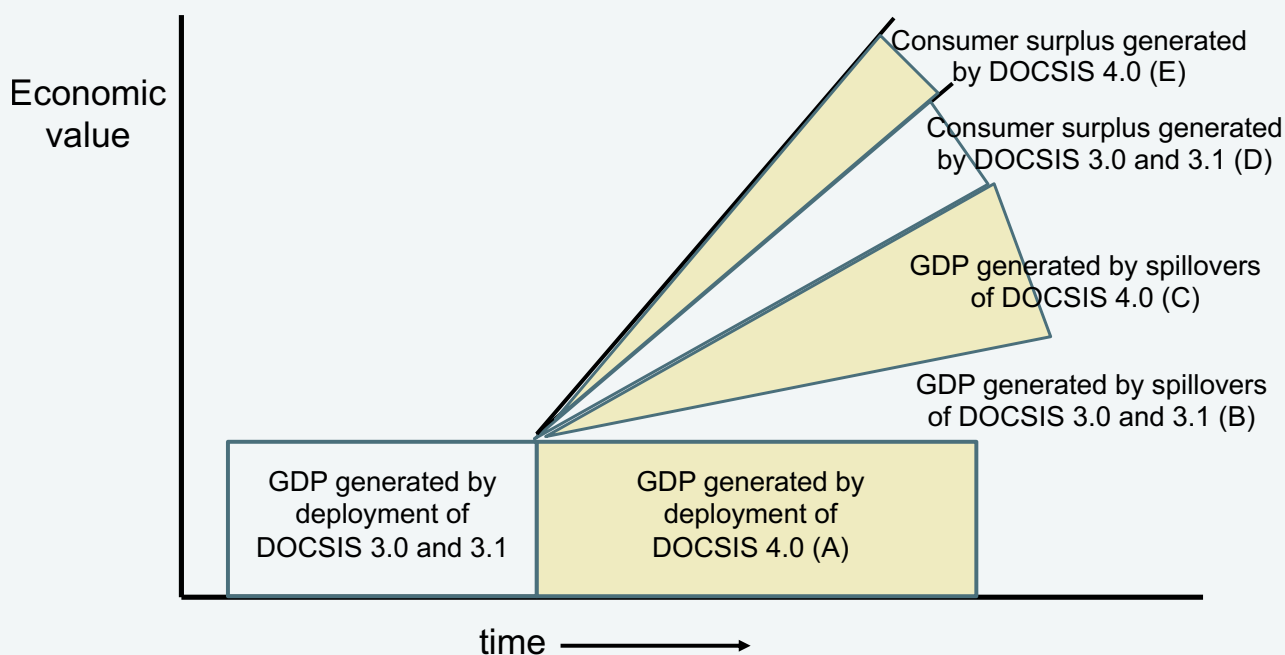 Economic
value
Consumer surplus generated
by DOCSIS 4.0 (E)
Consumer surplus generated
by DOCSIS 3.0 and 3.1 (D)
GDP generated by spillovers
of DOCSIS 4.0 (C)
GDP generated by spillovers
of DOCSIS 3.0 and 3.1 (B)
GDP generated by
deployment of
DOCSIS 3.0 and 3.1
GDP generated by
deployment of
DOCSIS 4.0 (A)
time